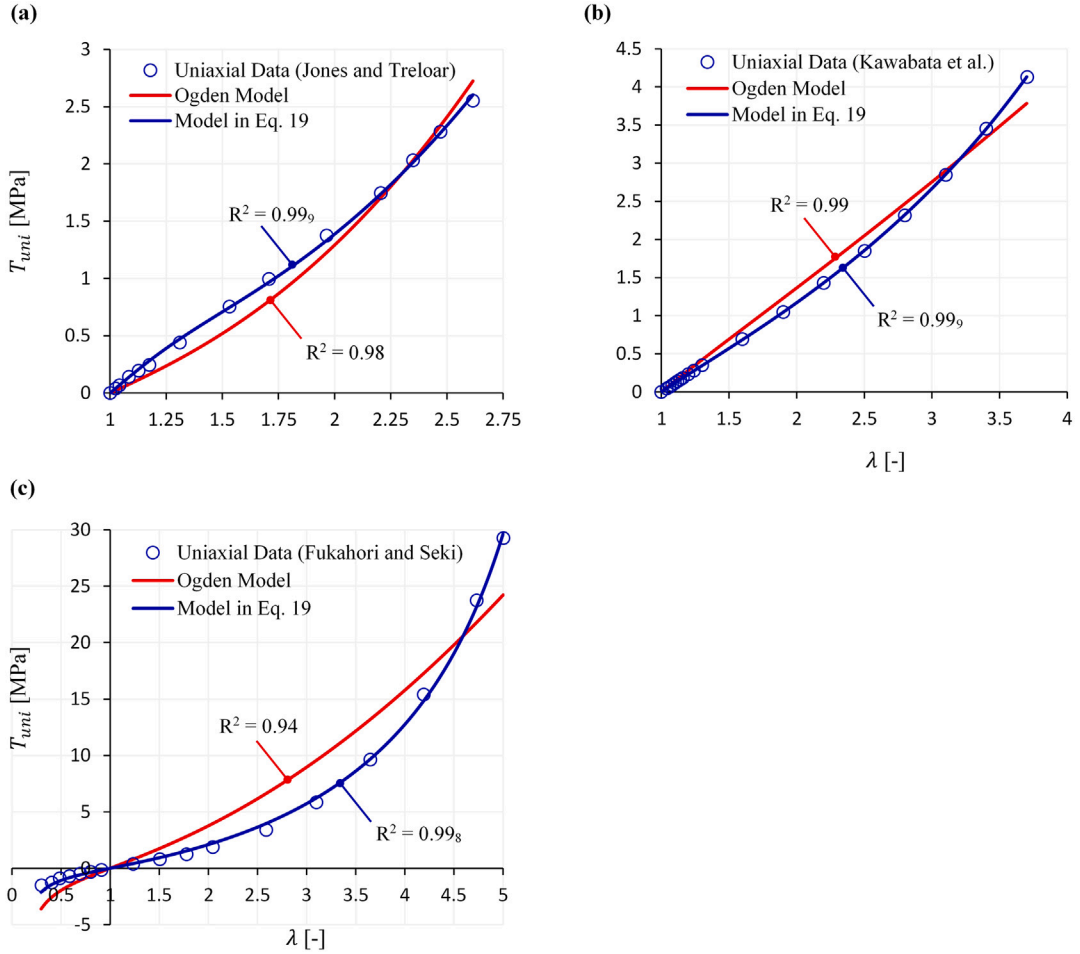 (a)
Uniaxial Data (Jones and Treloar)
Ogden Model
Model in Eq. 19
R² = 0.99₉
R² = 0.98
T_uni [MPa]
3
2.5
2
1.5
1
0.5
0
1 1.25 1.5 1.75 2 2.25 2.5 2.75
(b)
Uniaxial Data (Kawabata et al.)
Ogden Model
Model in Eq. 19
R² = 0.99
R² = 0.99₉
4.5
4
3.5
3
2.5
2
1.5
1
0.5
0
1 1.5 2 2.5 3 3.5 4
λ [-]
(c)
Uniaxial Data (Fukahori and Seki)
Ogden Model
Model in Eq. 19
R² = 0.94
R² = 0.99₈
T_uni [MPa]
30
25
20
15
10
5
0
-5
0 0.5 1 1.5 2 2.5 3 3.5 4 4.5 5
λ [-]